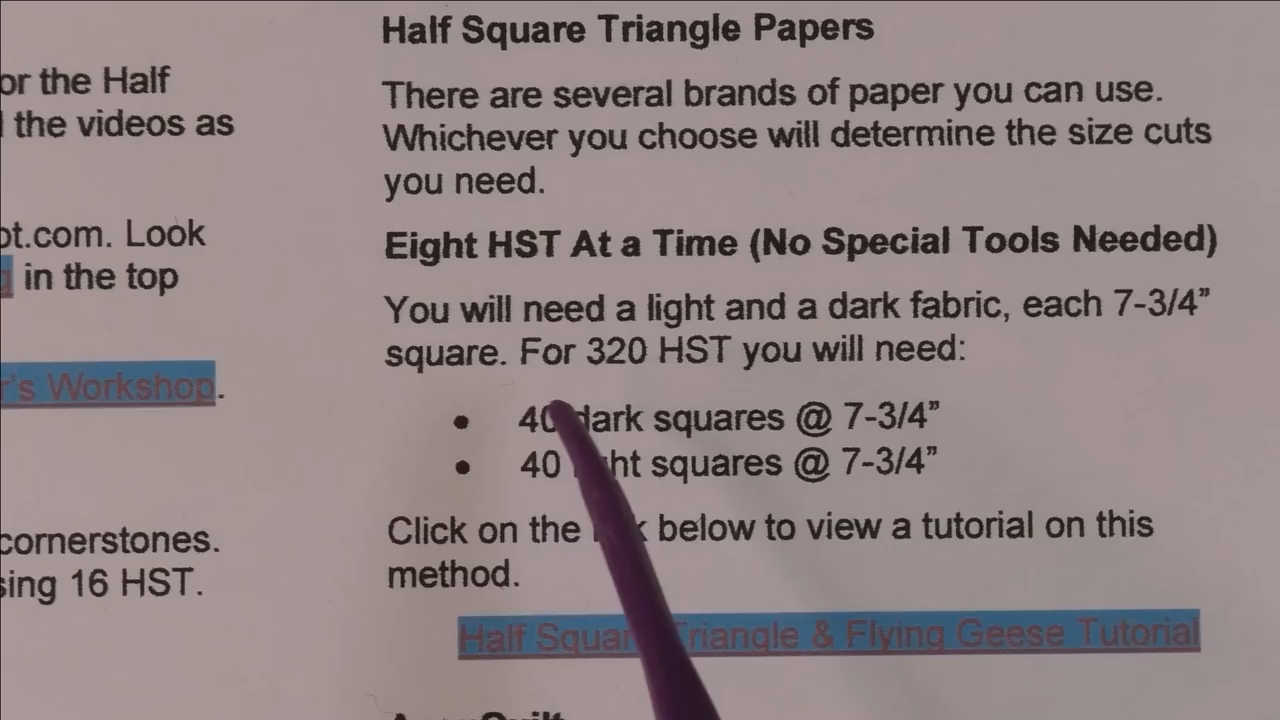 or the Half
the videos as
ot.com. Look
in the top
r's Workshop.
cornerstones.
sing 16 HST.
Half Square Triangle Papers
There are several brands of paper you can use.
Whichever you choose will determine the size cuts
you need.
Eight HST At a Time (No Special Tools Needed)
You will need a light and a dark fabric, each 7-3/4”
square. For 320 HST you will need:
• 40 dark squares @ 7-3/4”
• 40 squares @ 7-3/4”
Click on the below to view a tutorial on this
method.
Half Square Triangle & Flying Geese Tutorial